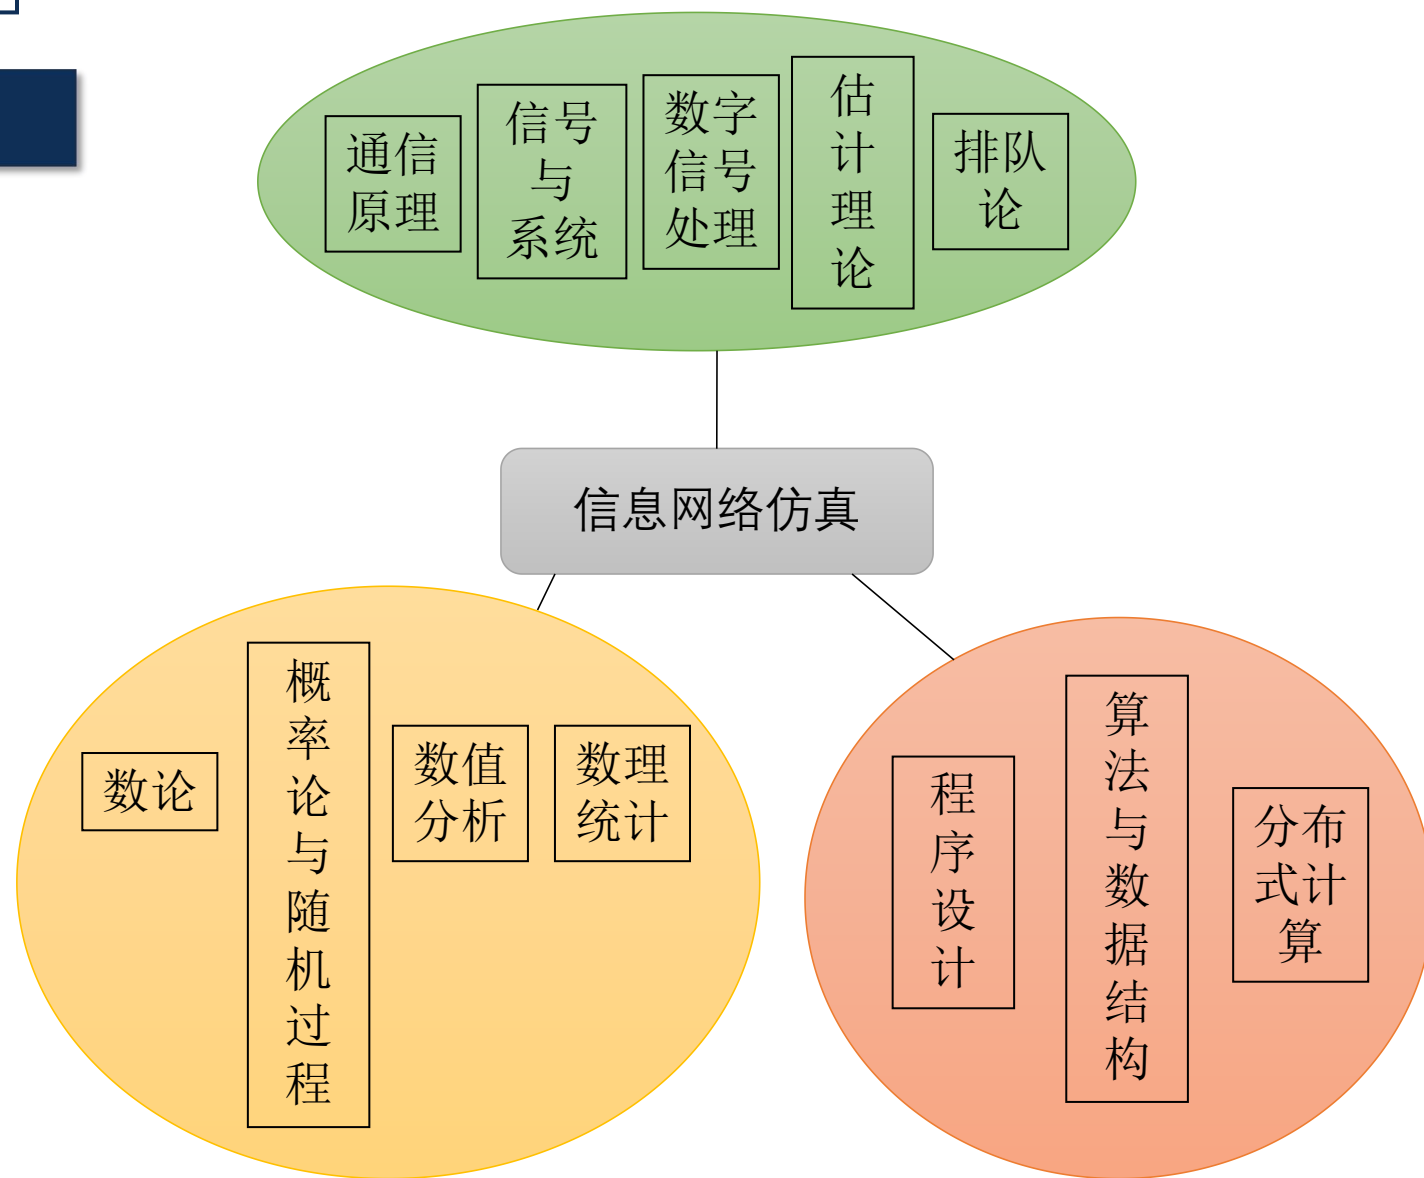 通信
原理
信号
与
系统
数字
信号
处理
估
计
理
论
排队
论
信息网络仿真
数论
概
率
论
与
随
机
过
程
数值
分析
数理
统计
程
序
设
计
算
法
与
数
据
结
构
分布
式计
算